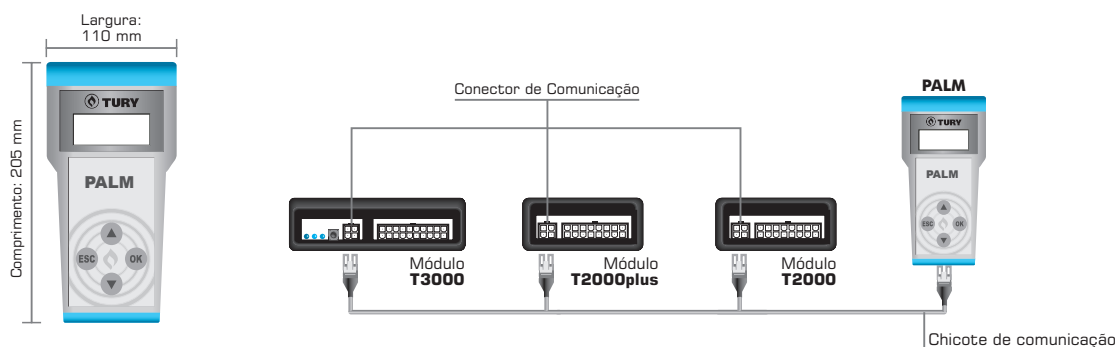 Largura:
110 mm
Comprimento: 205 mm
TURY
PALM
ESC
OK
Conector de Comunicação
Módulo
T3000
Módulo
T2000plus
Módulo
T2000
PALM
TURY
PALM
ESC
OK
Chicote de comunicação